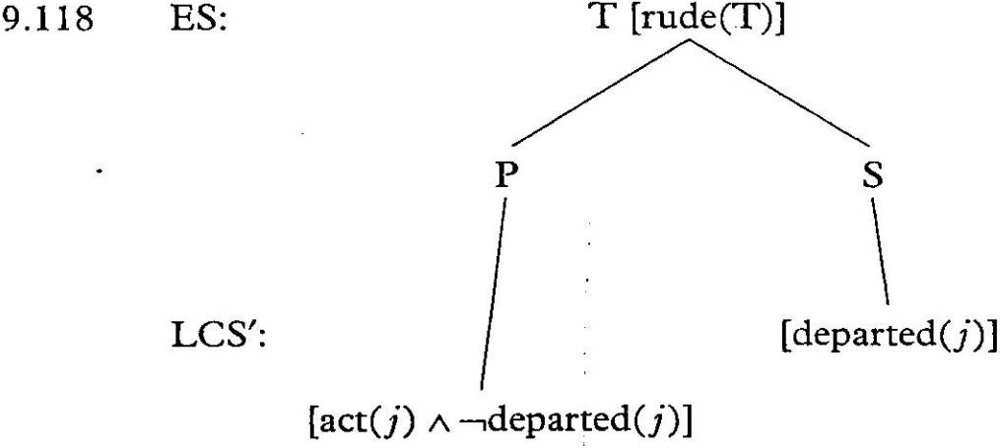 9.118 ES: T [rude(T)]
P S
LCS′: [departed(j)]
[act(j) ∧ ¬departed(j)]